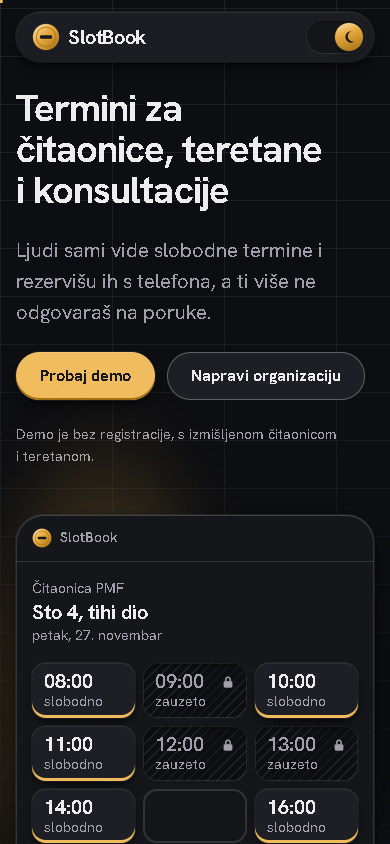 SlotBook
Termini za
čitaonice, teretane
i konsultacije
Ljudi sami vide slobodne termine i
rezervišu ih s telefona, a ti više ne
odgovaraš na poruke.
Probaj demo
Napravi organizaciju
Demo je bez registracije, s izmišljenom čitaonicom
i teretanom.
SlotBook
Čitaonica PMF
Sto 4, tihi dio
petak, 27. novembar
08:00 09:00 10:00
slobodno zauzeto slobodno
11:00 12:00 13:00
slobodno zauzeto zauzeto
14:00 16:00
slobodno slobodno